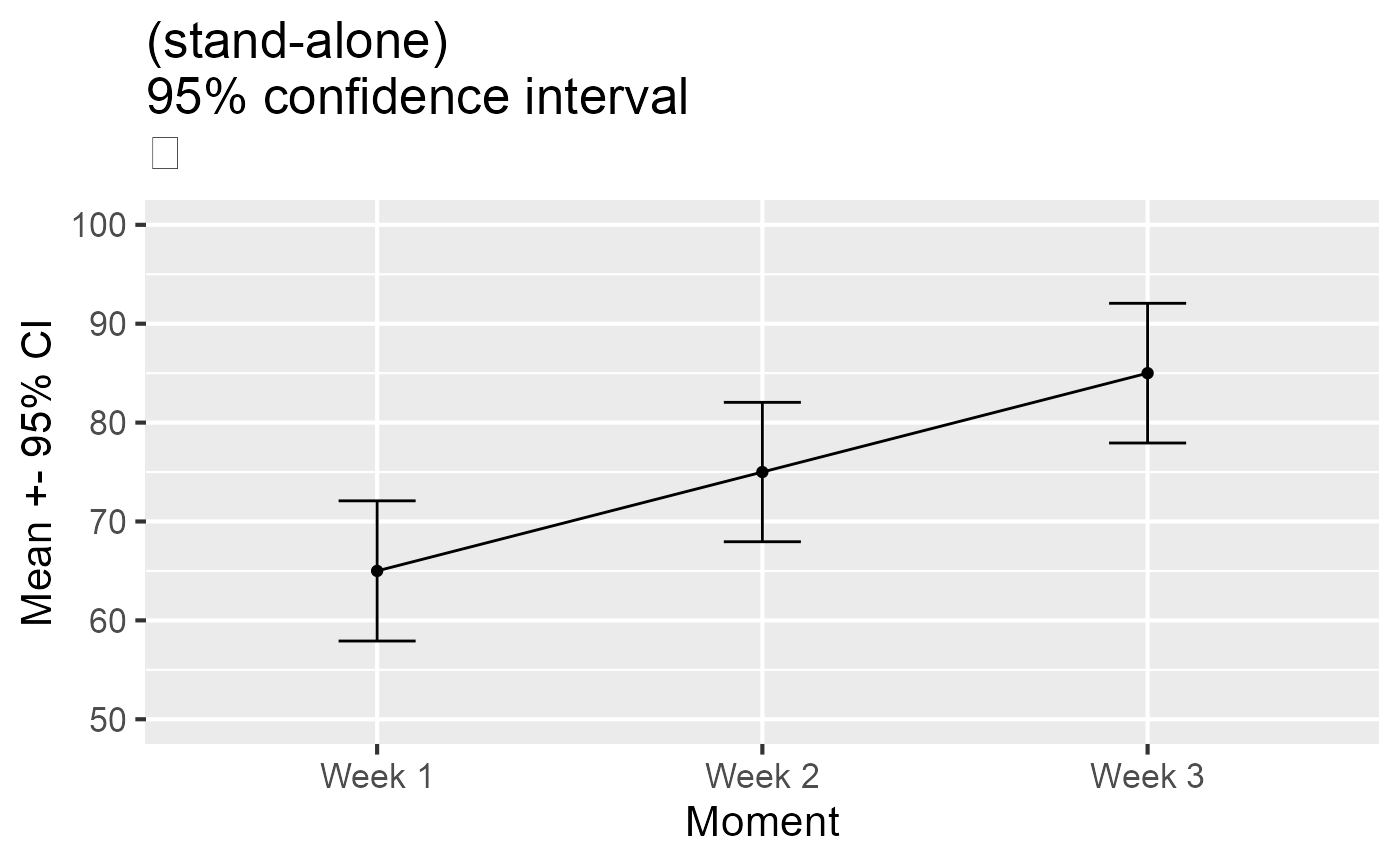 (stand-alone)
95% confidence interval
100
90
80
70
60
50
Mean +- 95% CI
Week 1
Week 2
Week 3
Moment